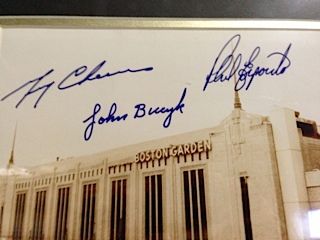 Phil Esposito
John Bucyk
BOSTON GARDEN